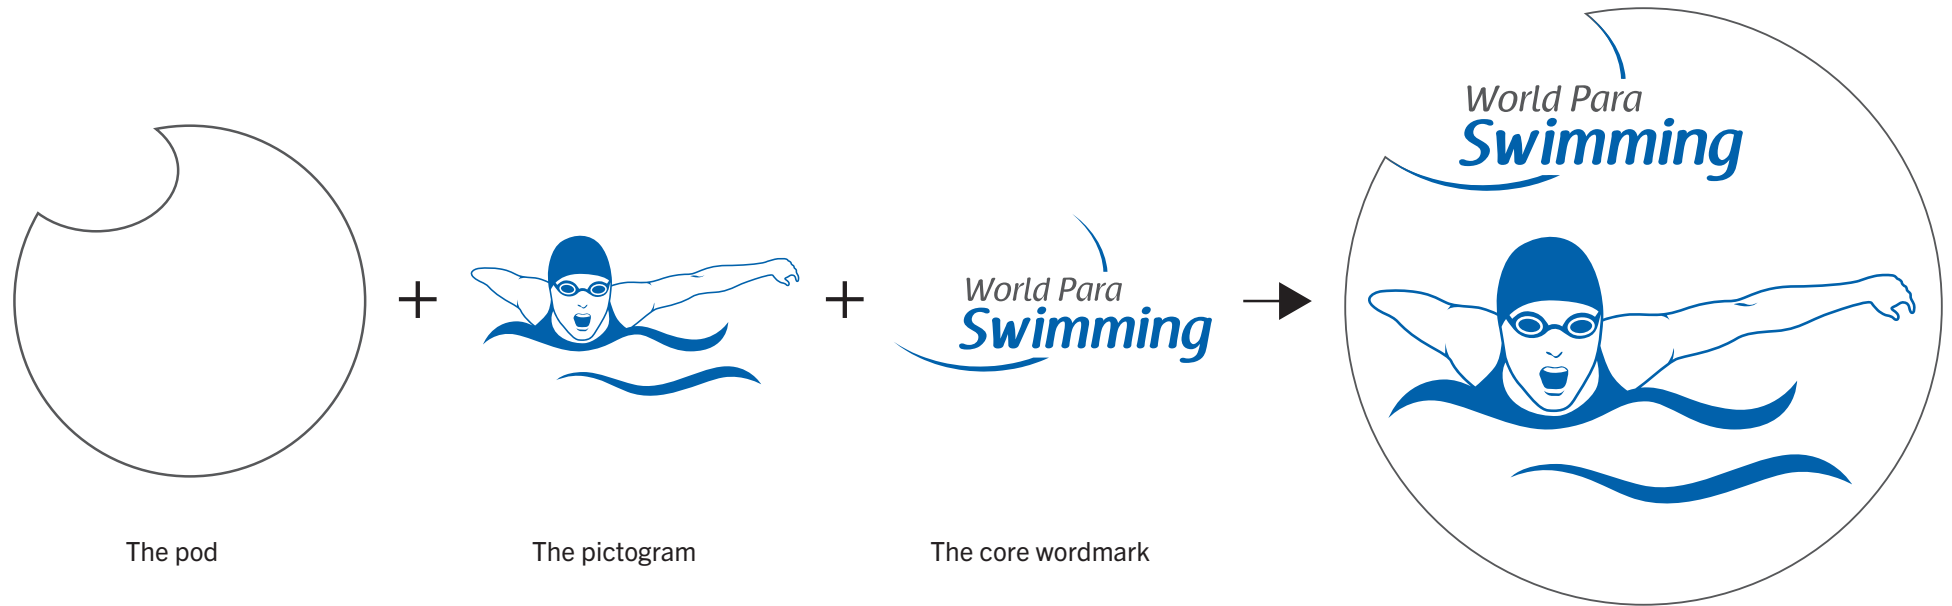 World Para
Swimming
World Para
Swimming
The pod
The pictogram
The core wordmark